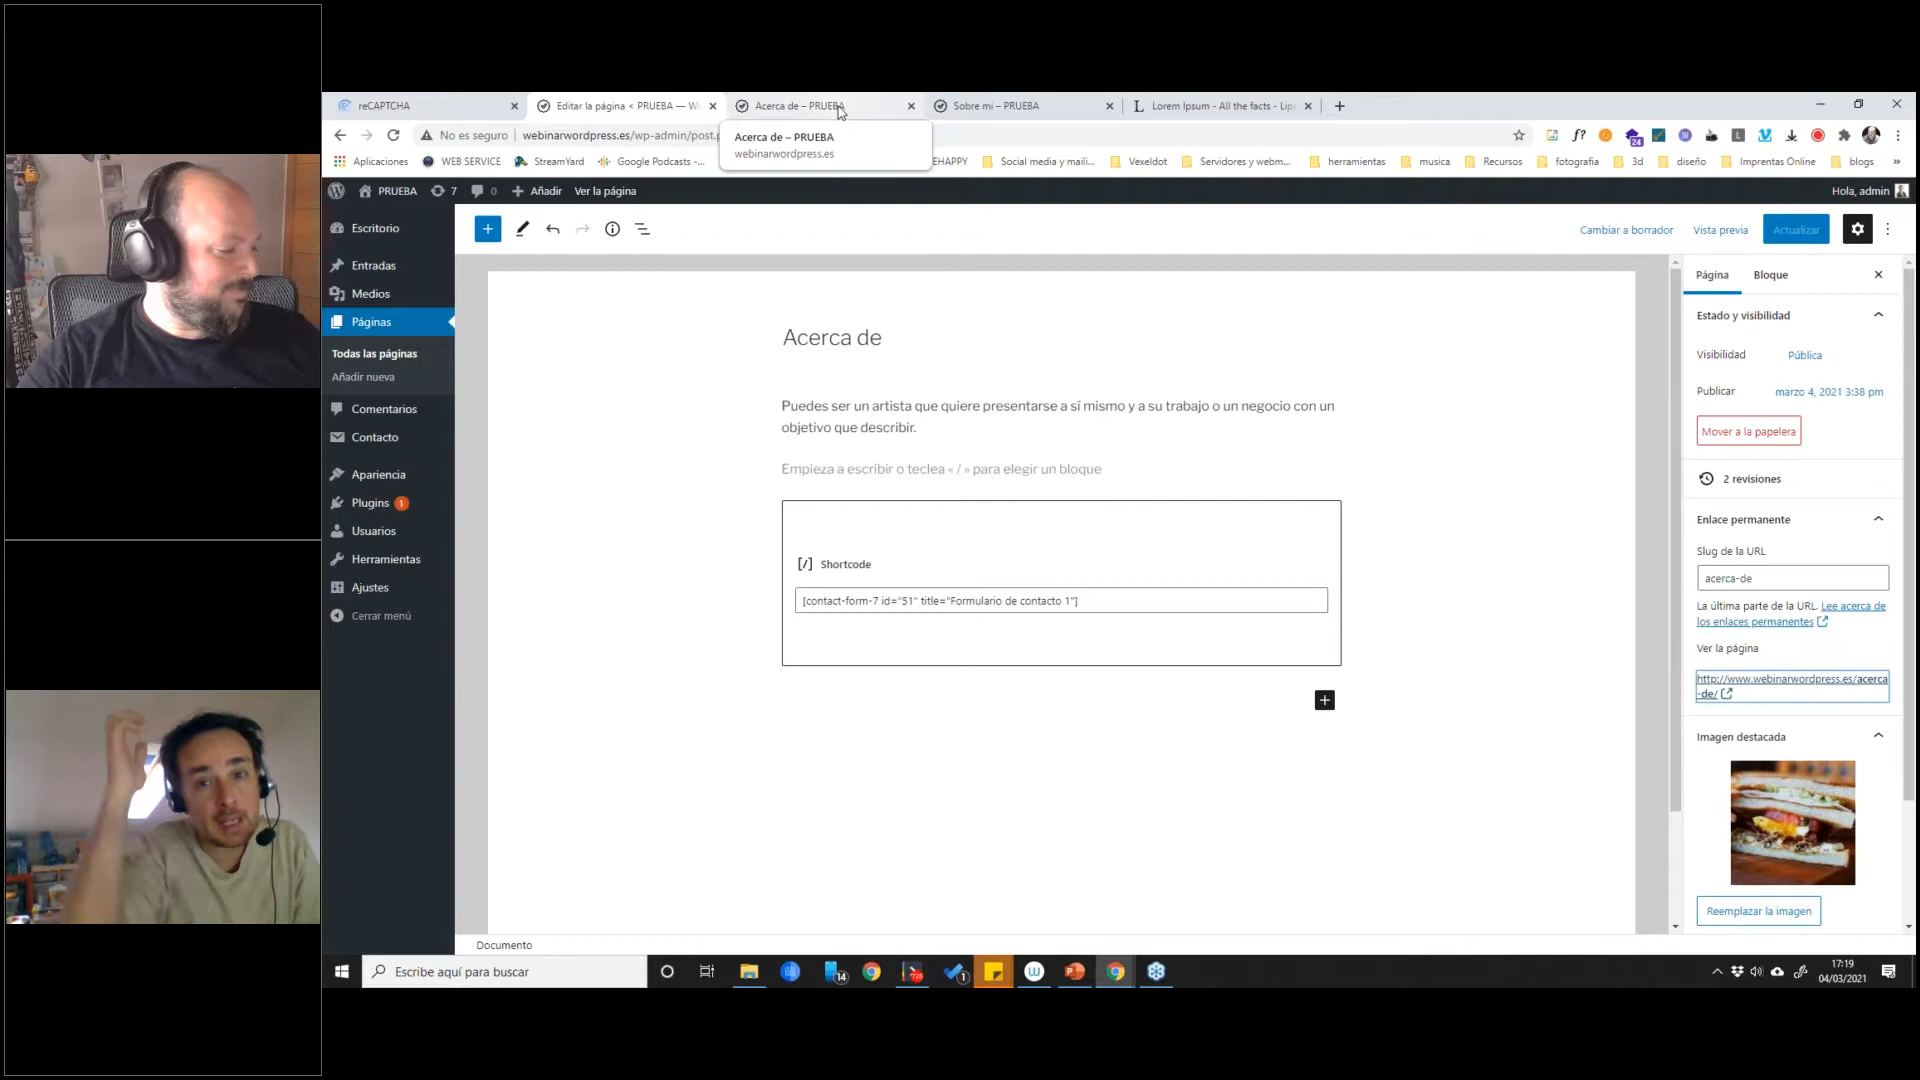 reCAPTCHA
Editar la página < PRUEBA — W
Acerca de – PRUEBA
Sobre mi – PRUEBA
Lorem Ipsum - All the facts - Lip
No es seguro
webinarwordpress.es/wp-admin/post.p
Acerca de – PRUEBA
webinarwordpress.es
Aplicaciones
WEB SERVICE
StreamYard
Google Podcasts -...
EHAPPY
Social media y maili...
Vexeldot
Servidores y webm...
herramientas
musica
Recursos
fotografia
3d
diseño
Imprentas Online
blogs
24
PRUEBA
7
0
Añadir
Ver la página
Hola, admin
Escritorio
Entradas
Medios
Páginas
Todas las páginas
Añadir nueva
Comentarios
Contacto
Apariencia
Plugins 1
Usuarios
Herramientas
Ajustes
Cerrar menú
Cambiar a borrador
Vista previa
Actualizar
Acerca de
Puedes ser un artista que quiere presentarse a sí mismo y a su trabajo o un negocio con un
objetivo que describir.
Empieza a escribir o teclea « / » para elegir un bloque
[/] Shortcode
[contact-form-7 id="51" title="Formulario de contacto 1"]
Documento
Página
Bloque
Estado y visibilidad
Visibilidad
Pública
Publicar
marzo 4, 2021 3:38 pm
Mover a la papelera
2 revisiones
Enlace permanente
Slug de la URL
acerca-de
La última parte de la URL. Lee acerca de
los enlaces permanentes
Ver la página
http://www.webinarwordpress.es/acerca
-de/
Imagen destacada
Reemplazar la imagen
Escribe aquí para buscar
14
1
17:19
04/03/2021